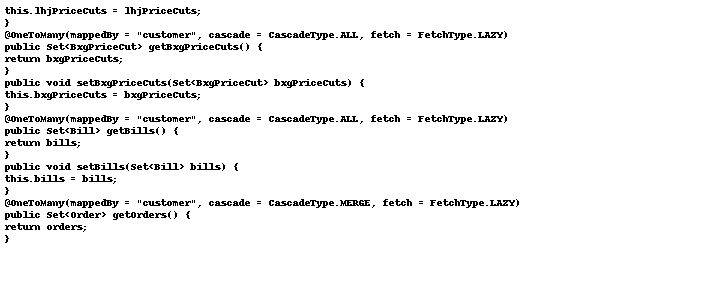 this.lhjPriceCuts = lhjPriceCuts;
}
@OneToMany(mappedBy = "customer", cascade = CascadeType.ALL, fetch = FetchType.LAZY)
public Set<BxgPriceCut> getBxgPriceCuts() {
return bxgPriceCuts;
}
public void setBxgPriceCuts(Set<BxgPriceCut> bxgPriceCuts) {
this.bxgPriceCuts = bxgPriceCuts;
}
@OneToMany(mappedBy = "customer", cascade = CascadeType.ALL, fetch = FetchType.LAZY)
public Set<Bill> getBills() {
return bills;
}
public void setBills(Set<Bill> bills) {
this.bills = bills;
}
@OneToMany(mappedBy = "customer", cascade = CascadeType.MERGE, fetch = FetchType.LAZY)
public Set<Order> getOrders() {
return orders;
}